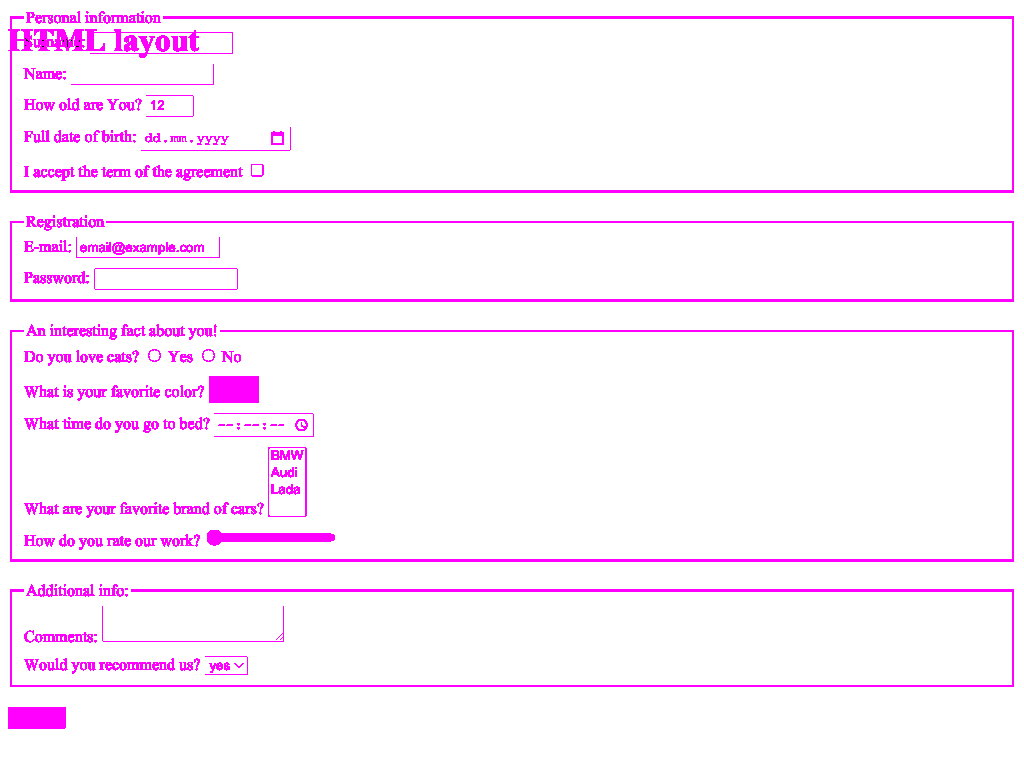 Personal information
HTML layout
Surname:
Name:
How old are You? 12
Full date of birth: dd.mm.yyyy
I accept the term of the agreement
Registration
E-mail: email@example.com
Password:
An interesting fact about you!
Do you love cats? Yes No
What is your favorite color?
What time do you go to bed? --:--:--
BMW
Audi
Lada
What are your favorite brand of cars?
How do you rate our work?
Additional info:
Comments:
Would you recommend us? yes